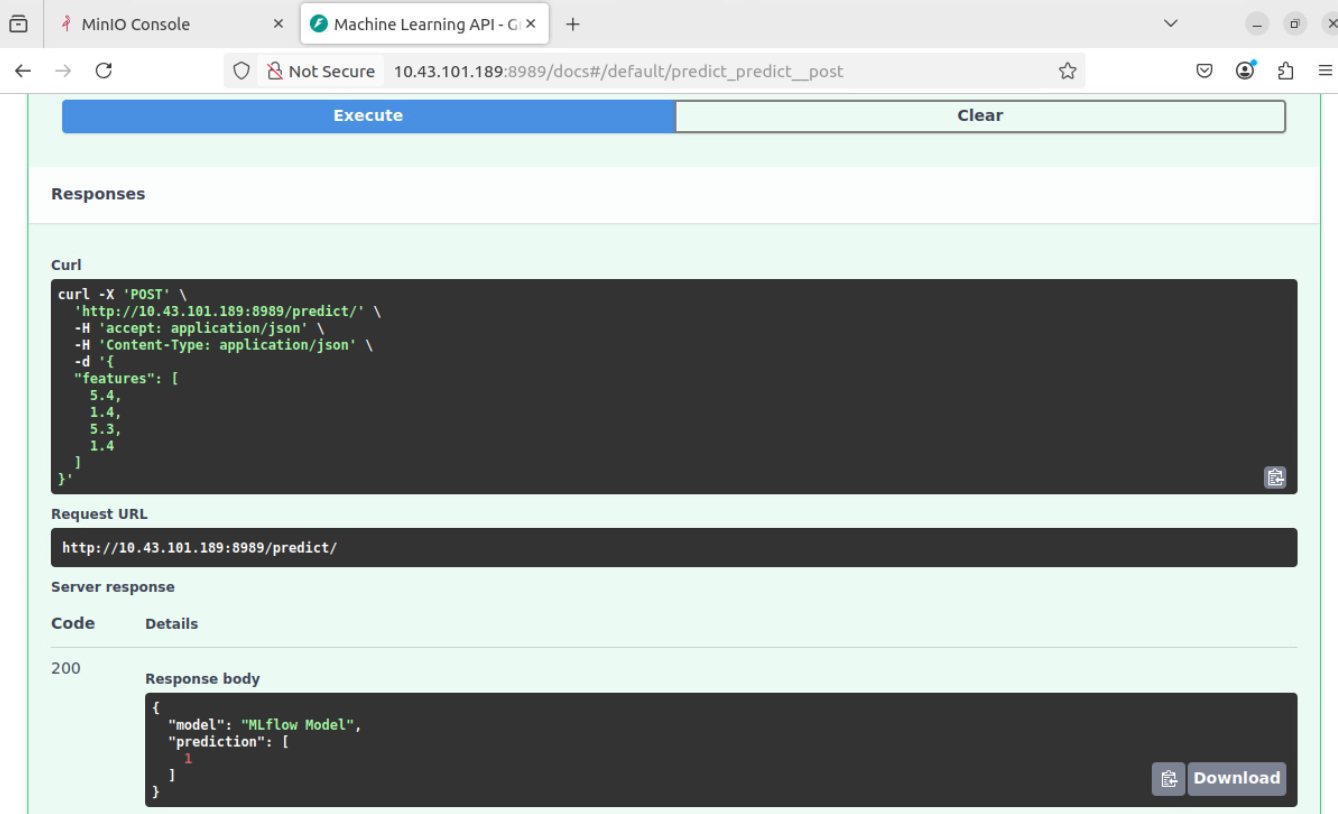 MinIO Console
Machine Learning API - G
Not Secure 10.43.101.189:8989/docs#/default/predict_predict__post
Execute Clear
Responses
Curl
curl -X 'POST' \
  'http://10.43.101.189:8989/predict/' \
  -H 'accept: application/json' \
  -H 'Content-Type: application/json' \
  -d '{
  "features": [
    5.4,
    1.4,
    5.3,
    1.4
  ]
}'
Request URL
http://10.43.101.189:8989/predict/
Server response
Code Details
200
Response body
{
  "model": "MLflow Model",
  "prediction": [
    1
  ]
}
Download